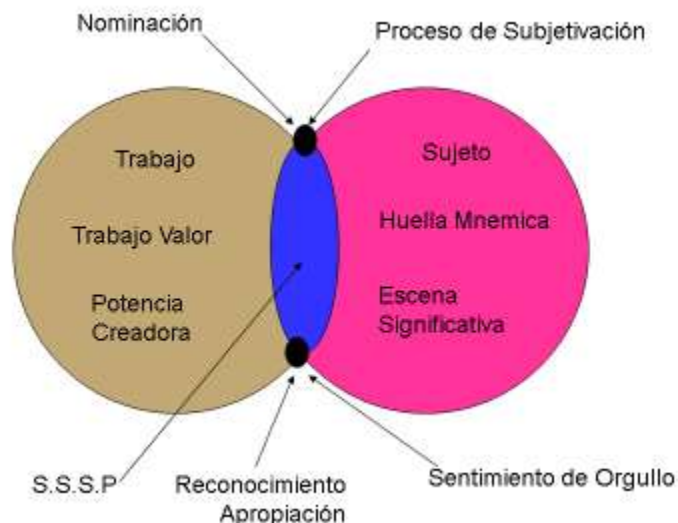 Nominación
Proceso de Subjetivación
Trabajo
Sujeto
Trabajo Valor
Huella Mnemica
Potencia
Creadora
Escena
Significativa
S.S.S.P
Reconocimiento
Apropiación
Sentimiento de Orgullo